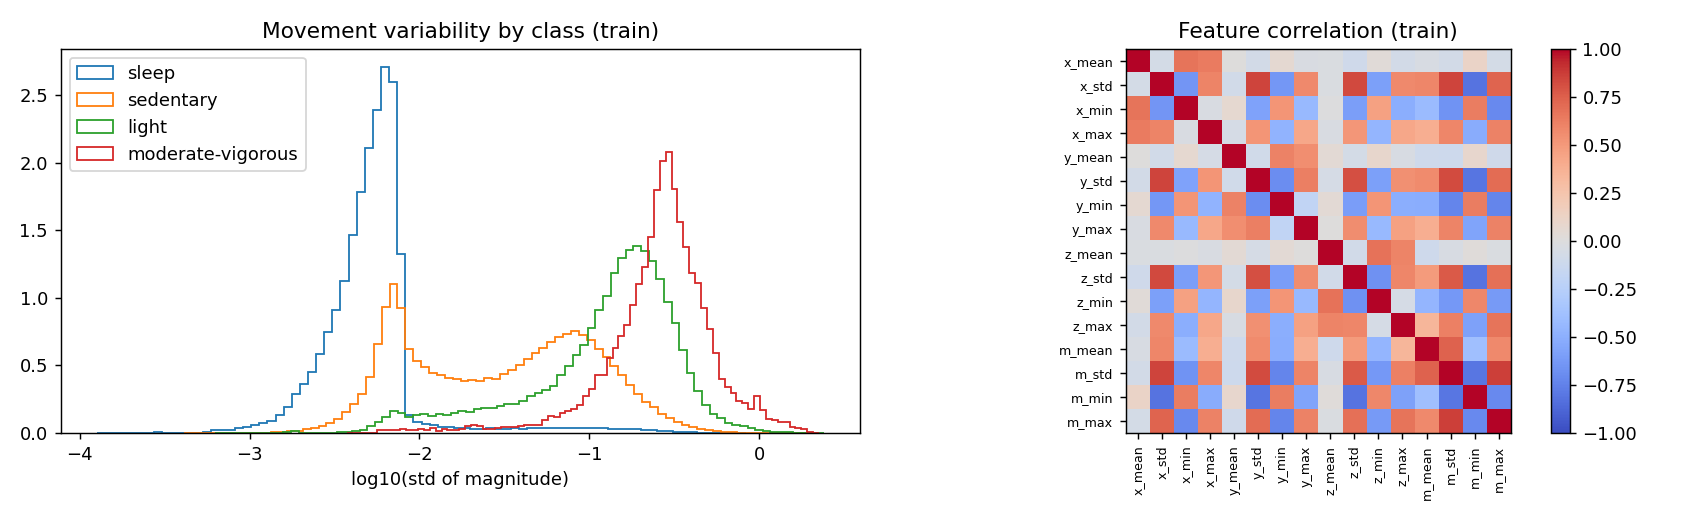 Movement variability by class (train)
sleep
sedentary
light
moderate-vigorous
2.5
2.0
1.5
1.0
0.5
0.0
−4
−3
−2
−1
0
log10(std of magnitude)
Feature correlation (train)
x_mean
x_std
x_min
x_max
y_mean
y_std
y_min
y_max
z_mean
z_std
z_min
z_max
m_mean
m_std
m_min
m_max
x_mean
x_std
x_min
x_max
y_mean
y_std
y_min
y_max
z_mean
z_std
z_min
z_max
m_mean
m_std
m_min
m_max
1.00
0.75
0.50
0.25
0.00
−0.25
−0.50
−0.75
−1.00